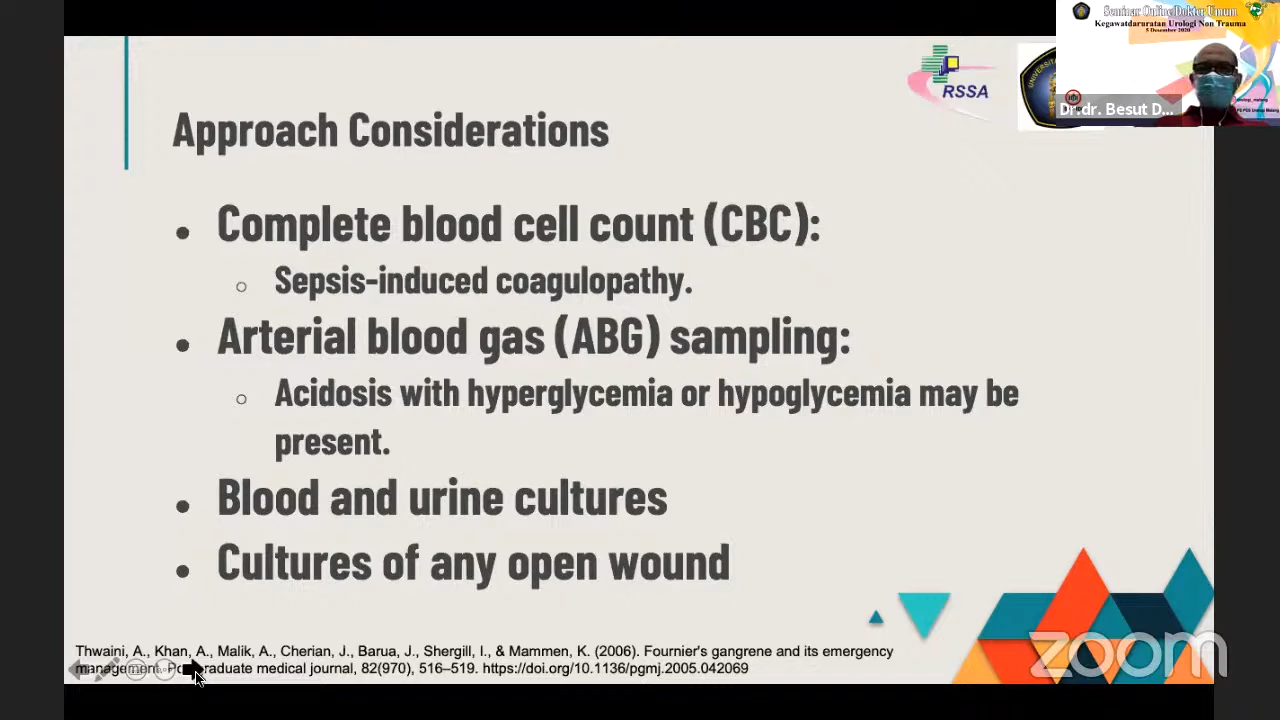 Seminar Online Dokter Umum
Kegawatdaruratan Urologi Non Trauma
5 Desember 2020
RSSA
Dr.dr. Besut D...
Approach Considerations
● Complete blood cell count (CBC):
○ Sepsis-induced coagulopathy.
● Arterial blood gas (ABG) sampling:
○ Acidosis with hyperglycemia or hypoglycemia may be
present.
● Blood and urine cultures
● Cultures of any open wound
Thwaini, A., Khan, A., Malik, A., Cherian, J., Barua, J., Shergill, I., & Mammen, K. (2006). Fournier's gangrene and its emergency
management. Postgraduate medical journal, 82(970), 516–519. https://doi.org/10.1136/pgmj.2005.042069
zoom